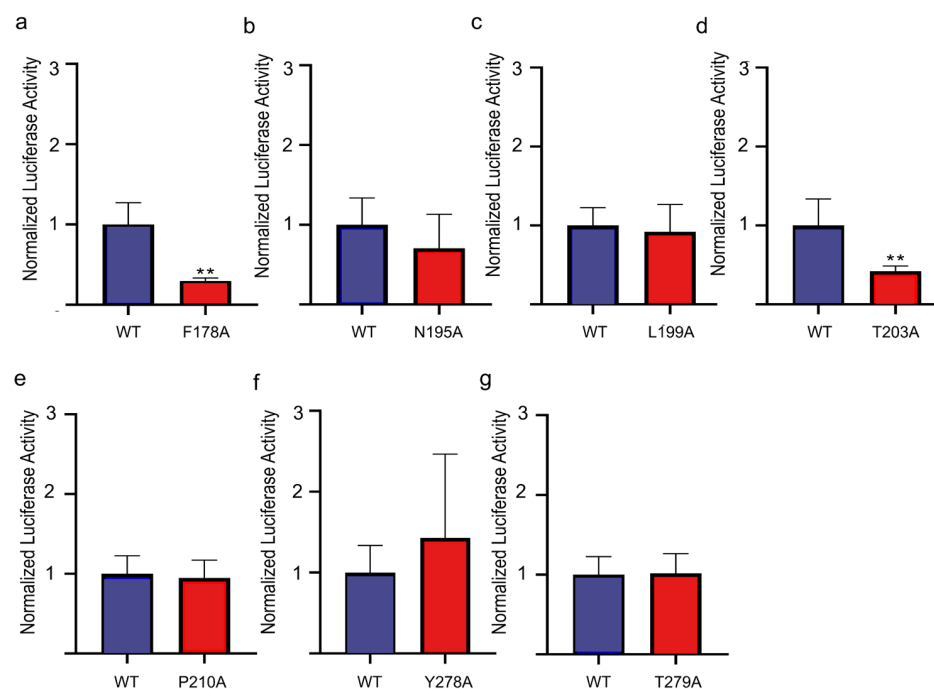 a
b
c
d
3
2
1
Normalized Luciferase Activity
**
WT F178A
3
2
1
Normalized Luciferase Activity
WT N195A
3
2
1
Normalized Luciferase Activity
WT L199A
3
2
1
Normalized Luciferase Activity
**
WT T203A
e
f
g
3
2
1
Normalized Luciferase Activity
WT P210A
3
2
1
Normalized Luciferase Activity
WT Y278A
3
2
1
Normalized Luciferase Activity
WT T279A